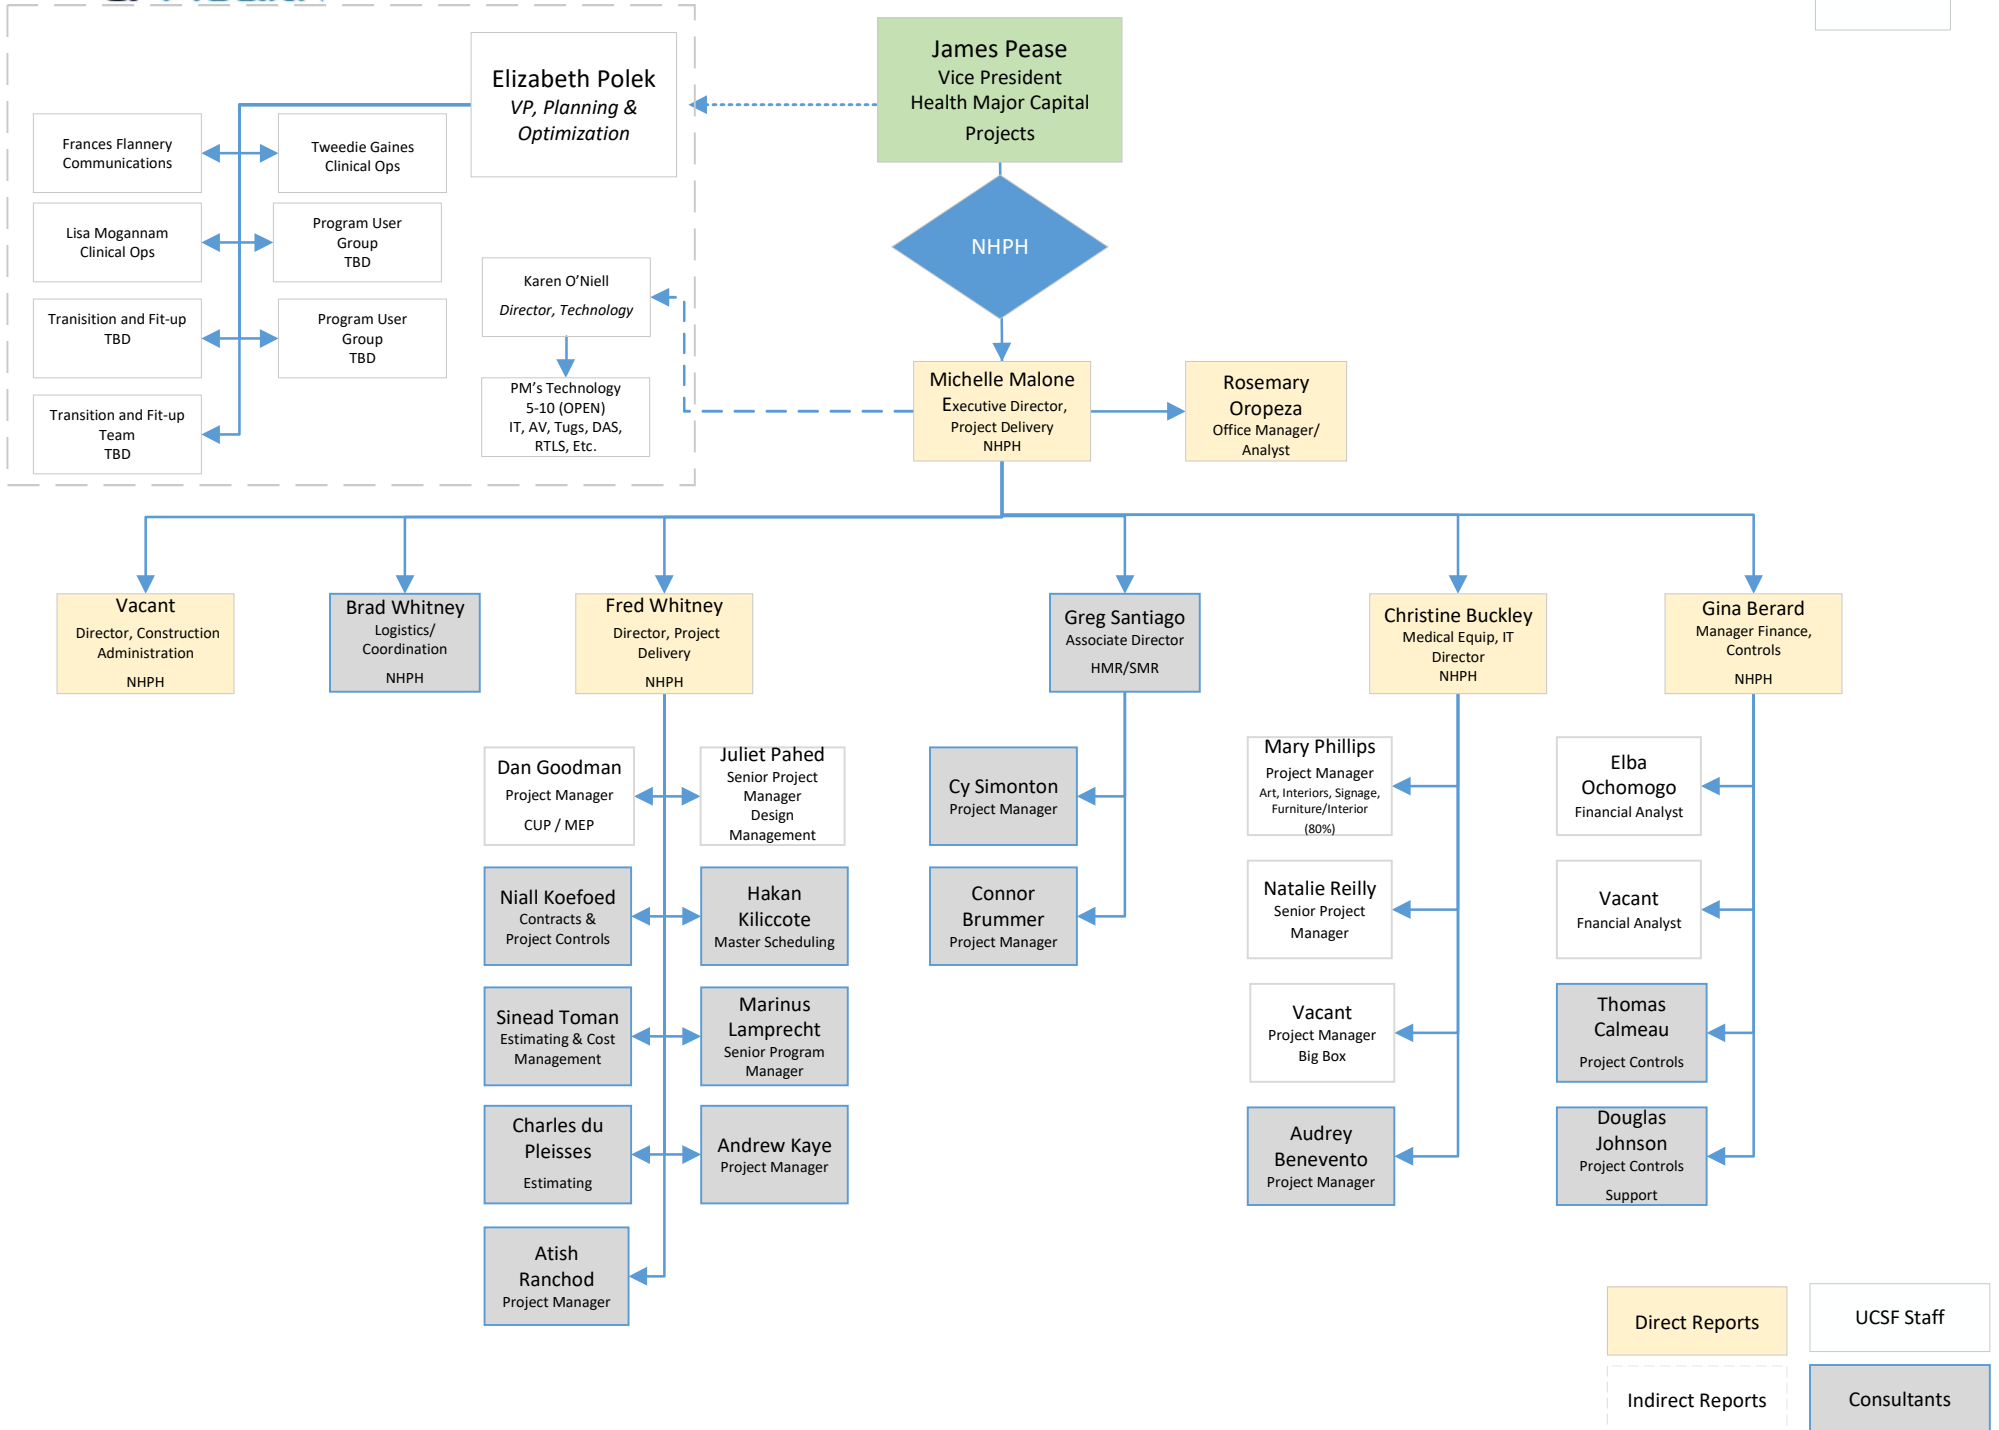 James Pease
Vice President
Health Major Capital
Projects
Elizabeth Polek
VP, Planning &
Optimization
Frances Flannery
Communications
Tweedie Gaines
Clinical Ops
Lisa Mogannam
Clinical Ops
Program User
Group
TBD
Tranisition and Fit-up
TBD
Program User
Group
TBD
Transition and Fit-up
Team
TBD
Karen O’Niell
Director, Technology
PM’s Technology
5-10 (OPEN)
IT, AV, Tugs, DAS,
RTLS, Etc.
NHPH
Michelle Malone
Executive Director,
Project Delivery
NHPH
Rosemary
Oropeza
Office Manager/
Analyst
Vacant
Director, Construction
Administration
NHPH
Brad Whitney
Logistics/
Coordination
NHPH
Fred Whitney
Director, Project
Delivery
NHPH
Greg Santiago
Associate Director
HMR/SMR
Christine Buckley
Medical Equip, IT
Director
NHPH
Gina Berard
Manager Finance,
Controls
NHPH
Dan Goodman
Project Manager
CUP / MEP
Juliet Pahed
Senior Project
Manager
Design
Management
Niall Koefoed
Contracts &
Project Controls
Hakan
Kiliccote
Master Scheduling
Sinead Toman
Estimating & Cost
Management
Marinus
Lamprecht
Senior Program
Manager
Charles du
Pleisses
Estimating
Andrew Kaye
Project Manager
Atish
Ranchod
Project Manager
Cy Simonton
Project Manager
Connor
Brummer
Project Manager
Mary Phillips
Project Manager
Art, Interiors, Signage,
Furniture/Interior
(80%)
Natalie Reilly
Senior Project
Manager
Vacant
Project Manager
Big Box
Audrey
Benevento
Project Manager
Elba
Ochomogo
Financial Analyst
Vacant
Fnancial Analyst
Thomas
Calmeau
Project Controls
Douglas
Johnson
Project Controls
Support
Direct Reports
UCSF Staff
Indirect Reports
Consultants